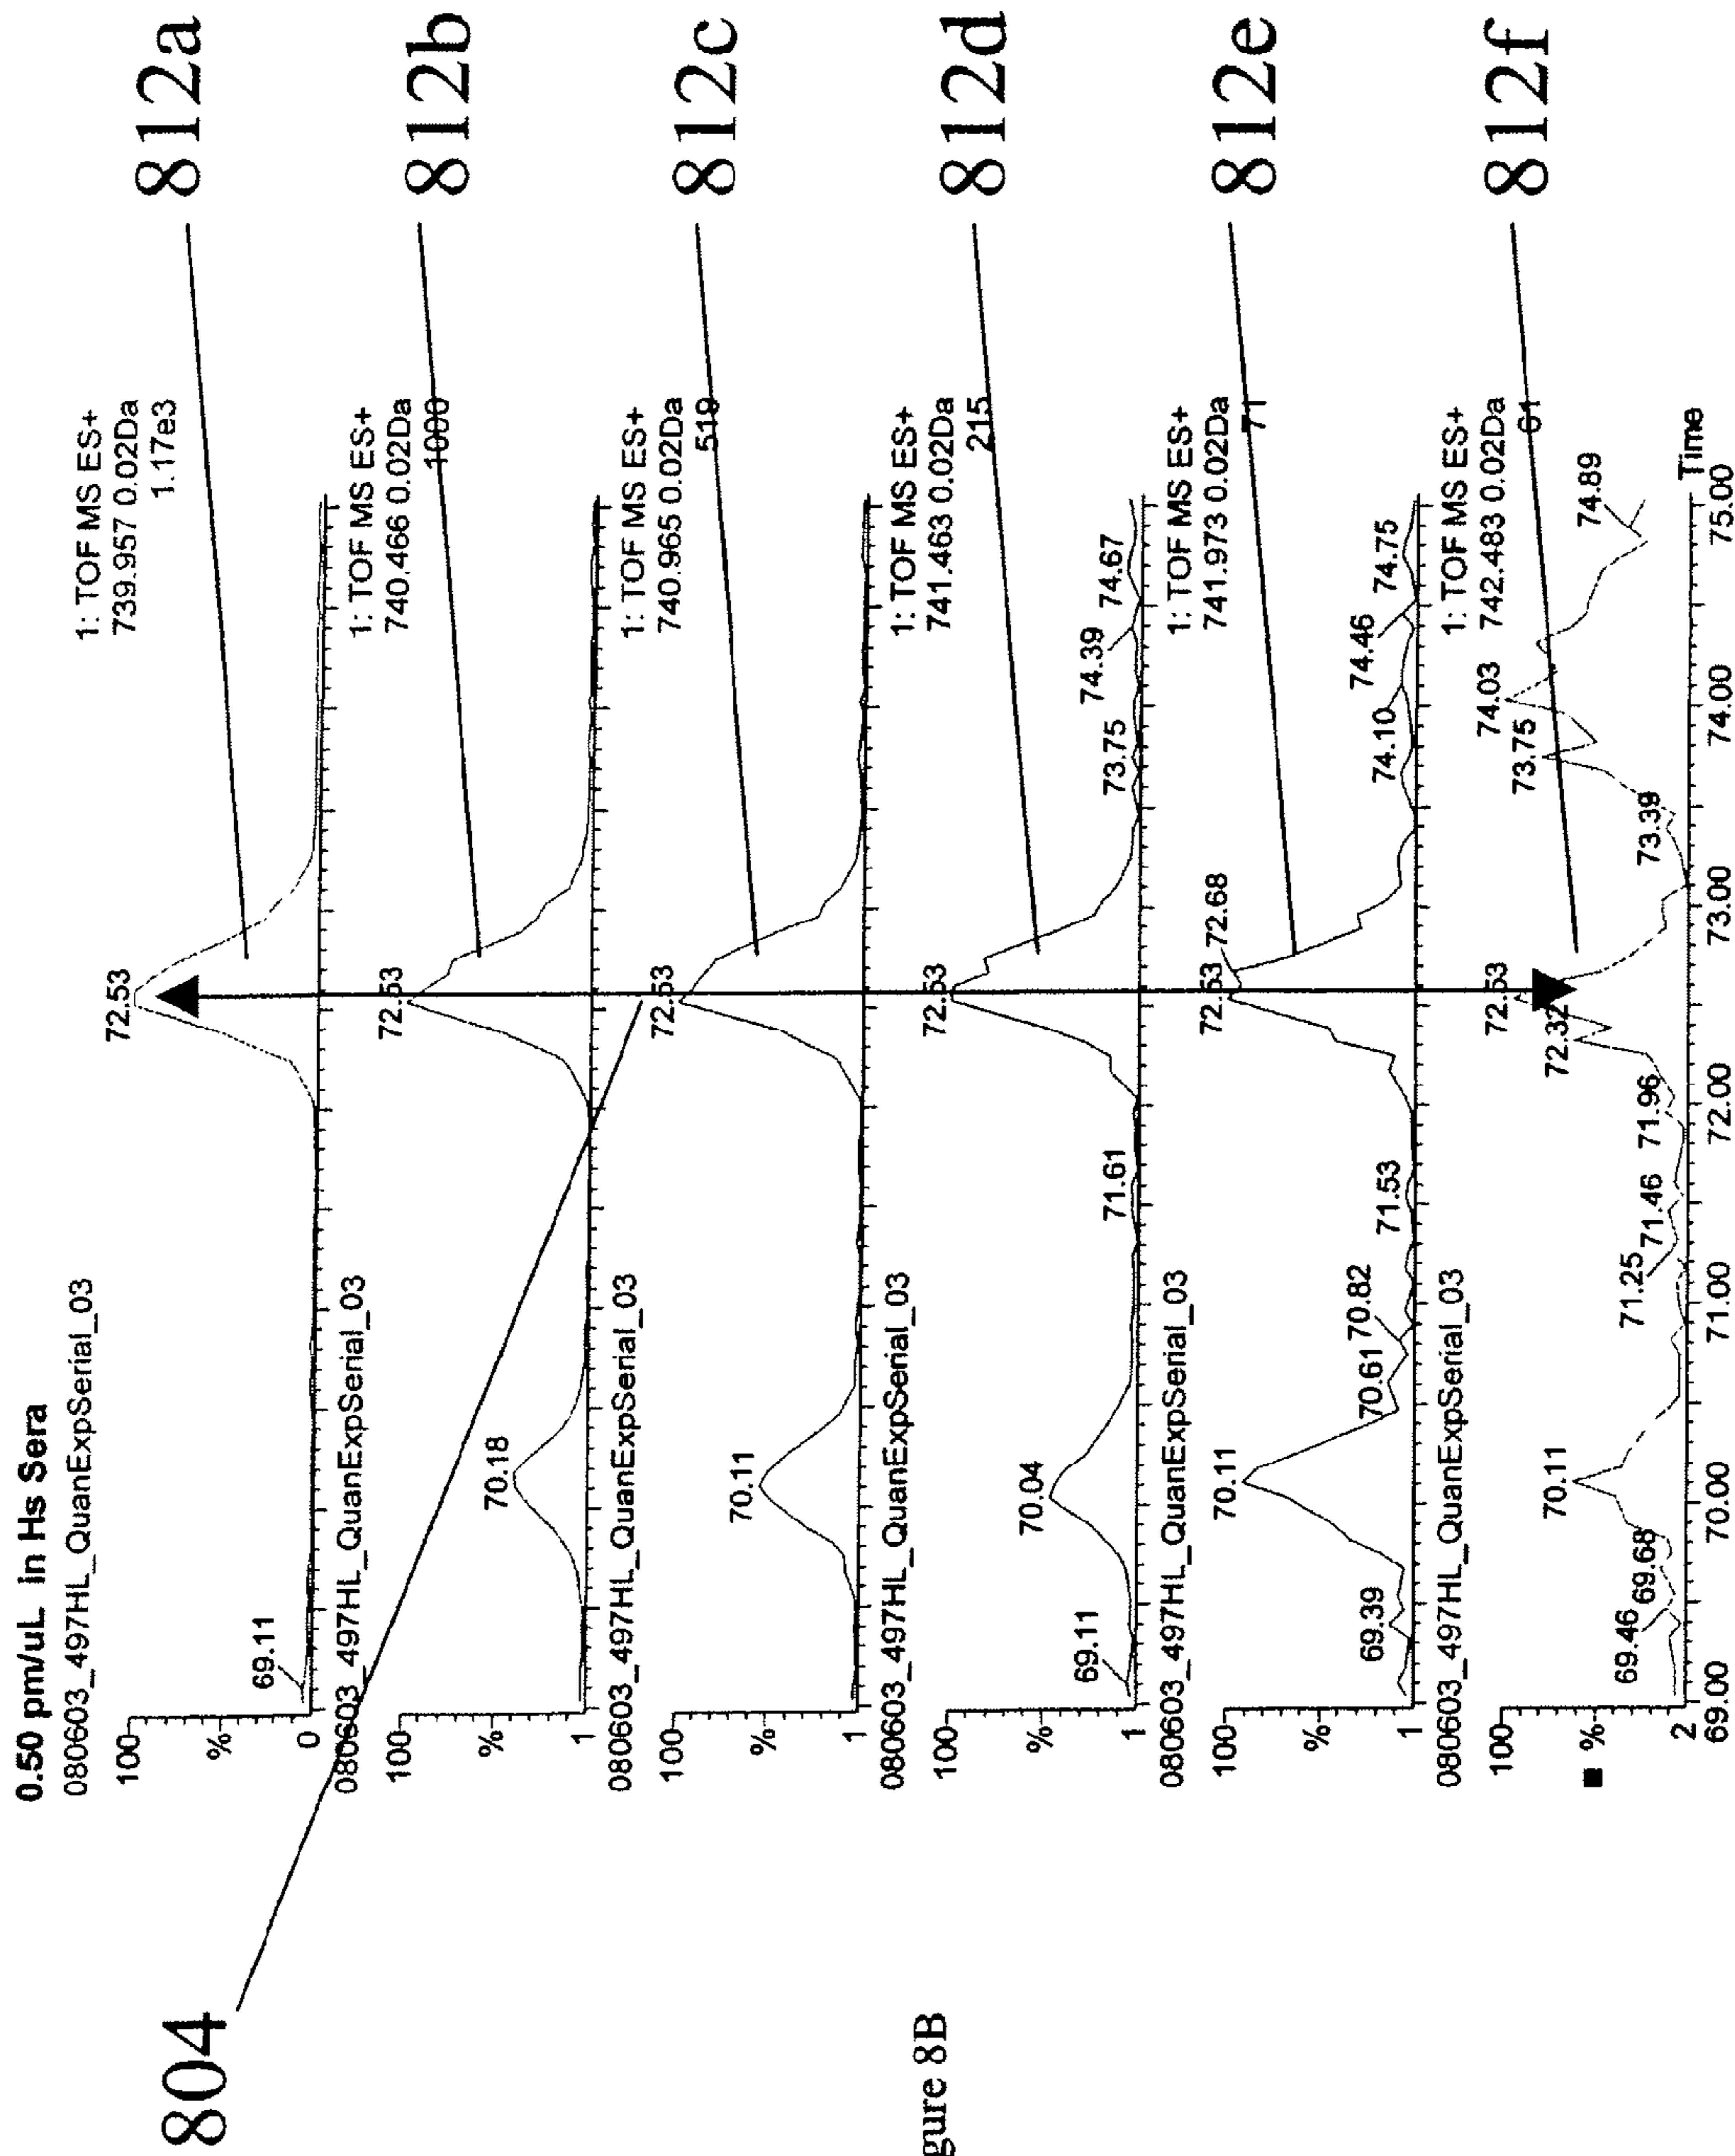 0.50 pm/uL in Hs Sera
080603_497HL_QuanExpSerial_03
1: TOF MS ES+
739.957 0.02Da
1.17e3
812a
100
%
0
69.11
72.53
804
080603_497HL_QuanExpSerial_03
1: TOF MS ES+
740.466 0.02Da
1000
812b
100
%
1
70.18
72.53
080603_497HL_QuanExpSerial_03
1: TOF MS ES+
740.965 0.02Da
519
812c
100
%
1
70.11
72.53
080603_497HL_QuanExpSerial_03
1: TOF MS ES+
741.463 0.02Da
215
812d
100
%
1
69.11
70.04
71.61
72.53
73.75
74.39
74.67
080603_497HL_QuanExpSerial_03
1: TOF MS ES+
741.973 0.02Da
71
812e
100
%
1
69.39
70.11
70.61
70.82
71.53
72.53
72.68
74.10
74.46
74.75
080603_497HL_QuanExpSerial_03
1: TOF MS ES+
742.483 0.02Da
61
812f
100
%
2
69.46
69.68
70.11
71.25
71.46
71.96
72.32
72.53
73.39
73.75
74.03
74.89
Time
69.00 70.00 71.00 72.00 73.00 74.00 75.00
gure 8B